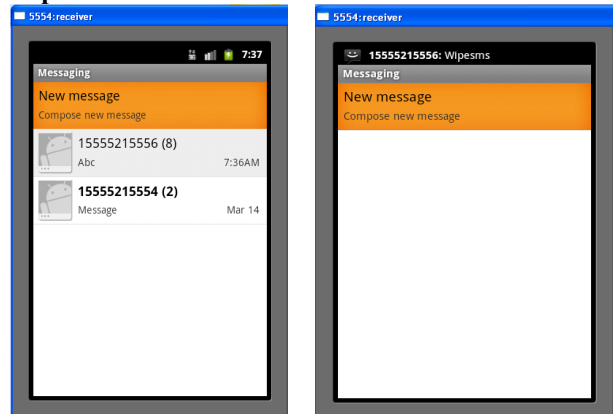 5554:receiver
7:37
Messaging
New message
Compose new message
15555215556 (8)
Abc 7:36AM
15555215554 (2)
Message Mar 14
5554:receiver
15555215556: Wipesms
Messaging
New message
Compose new message